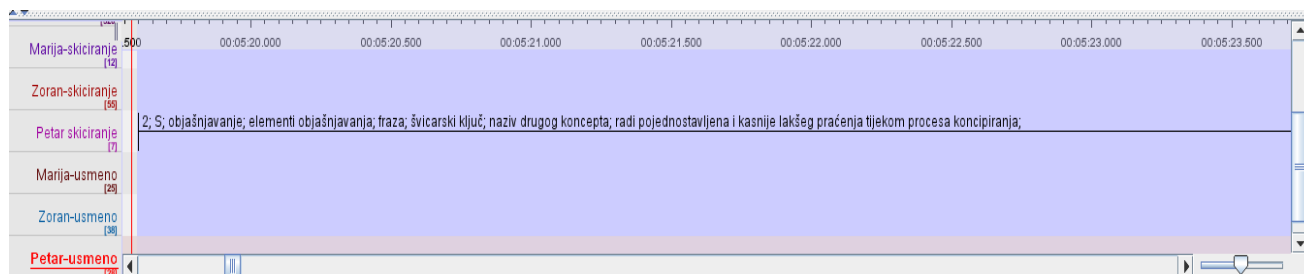 .500 00:05:20.000 00:05:20.500 00:05:21.000 00:05:21.500 00:05:22.000 00:05:22.500 00:05:23.000 00:05:23.500
Marija-skiciranje
[12]
Zoran-skiciranje
[55]
2; S; objašnjavanje; elementi objašnjavanja; fraza; švicarski ključ; naziv drugog koncepta; radi pojednostavljena i kasnije lakšeg praćenja tijekom procesa koncipiranja;
Petar skiciranje
[7]
Marija-usmeno
[25]
Zoran-usmeno
[38]
Petar-usmeno